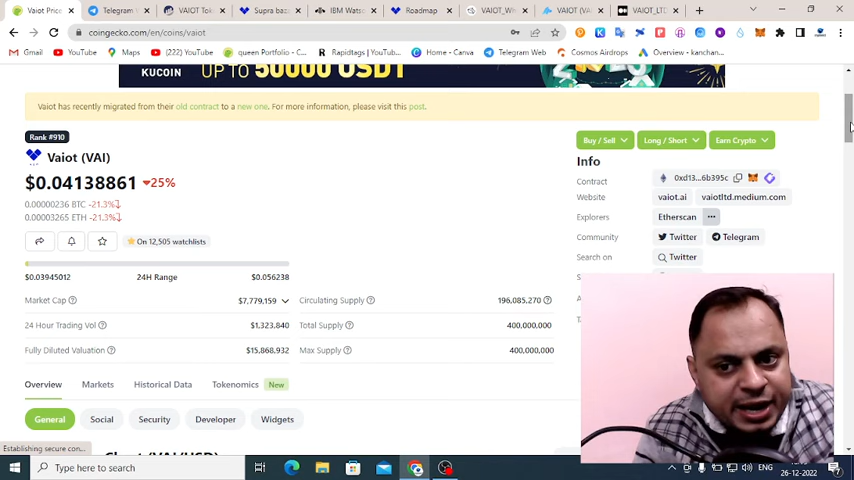 Vaiot Price
Telegram
VAIOT Tok
Supra baza
IBM Wats
Roadmap
VAIOT_W
VAIOT (VA
VAIOT_LTD
coingecko.com/en/coins/vaiot
Gmail
YouTube
Maps
(222) YouTube
queen Portfolio - C...
Rapidtags | YouTub...
Home - Canva
Telegram Web
Cosmos Airdrops
Overview - kanchan...
KUCOIN
UP TO 50000 USDT
Vaiot has recently migrated from their old contract to a new one. For more information, please visit this post.
Rank #910
Vaiot (VAI)
$0.04138861 25%
0.00000236 BTC -21.3%
0.00003265 ETH -21.3%
On 12,505 watchlists
$0.03945012
24H Range
$0.056238
Market Cap
$7,779,159
Circulating Supply
196,085,270
24 Hour Trading Vol
$1,323,840
Total Supply
400,000,000
Fully Diluted Valuation
$15,868,932
Max Supply
400,000,000
Overview
Markets
Historical Data
Tokenomics New
General
Social
Security
Developer
Widgets
Buy / Sell
Long / Short
Earn Crypto
Info
Contract
0xd13...6b395c
Website
vaiot.ai
vaiotltd.medium.com
Explorers
Etherscan
Community
Twitter
Telegram
Search on
Twitter
Establishing secure con...
Type here to search
ENG
26-12-2022